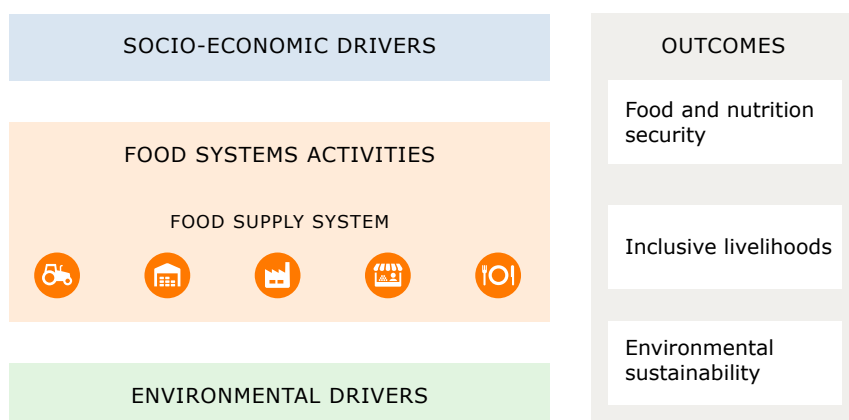 SOCIO-ECONOMIC DRIVERS
FOOD SYSTEMS ACTIVITIES
FOOD SUPPLY SYSTEM
ENVIRONMENTAL DRIVERS
OUTCOMES
Food and nutrition
security
Inclusive livelihoods
Environmental
sustainability